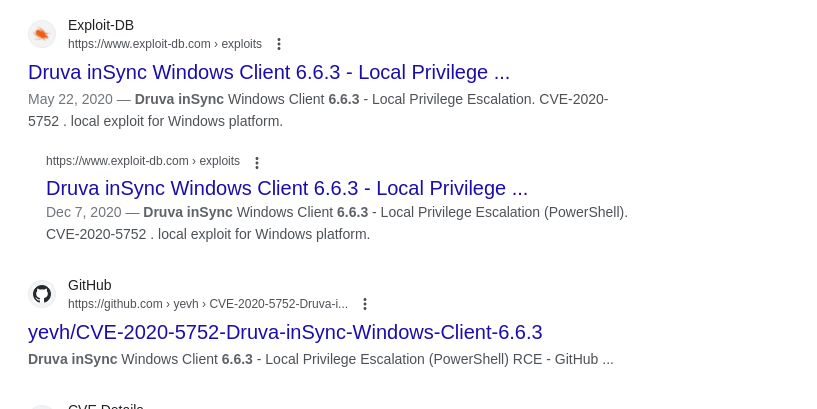 Exploit-DB
https://www.exploit-db.com › exploits
Druva inSync Windows Client 6.6.3 - Local Privilege ...
May 22, 2020 — Druva inSync Windows Client 6.6.3 - Local Privilege Escalation. CVE-2020-
5752 . local exploit for Windows platform.
https://www.exploit-db.com › exploits
Druva inSync Windows Client 6.6.3 - Local Privilege ...
Dec 7, 2020 — Druva inSync Windows Client 6.6.3 - Local Privilege Escalation (PowerShell).
CVE-2020-5752 . local exploit for Windows platform.
GitHub
https://github.com › yevh › CVE-2020-5752-Druva-i...
yevh/CVE-2020-5752-Druva-inSync-Windows-Client-6.6.3
Druva inSync Windows Client 6.6.3 - Local Privilege Escalation (PowerShell) RCE - GitHub ...
CVE Details